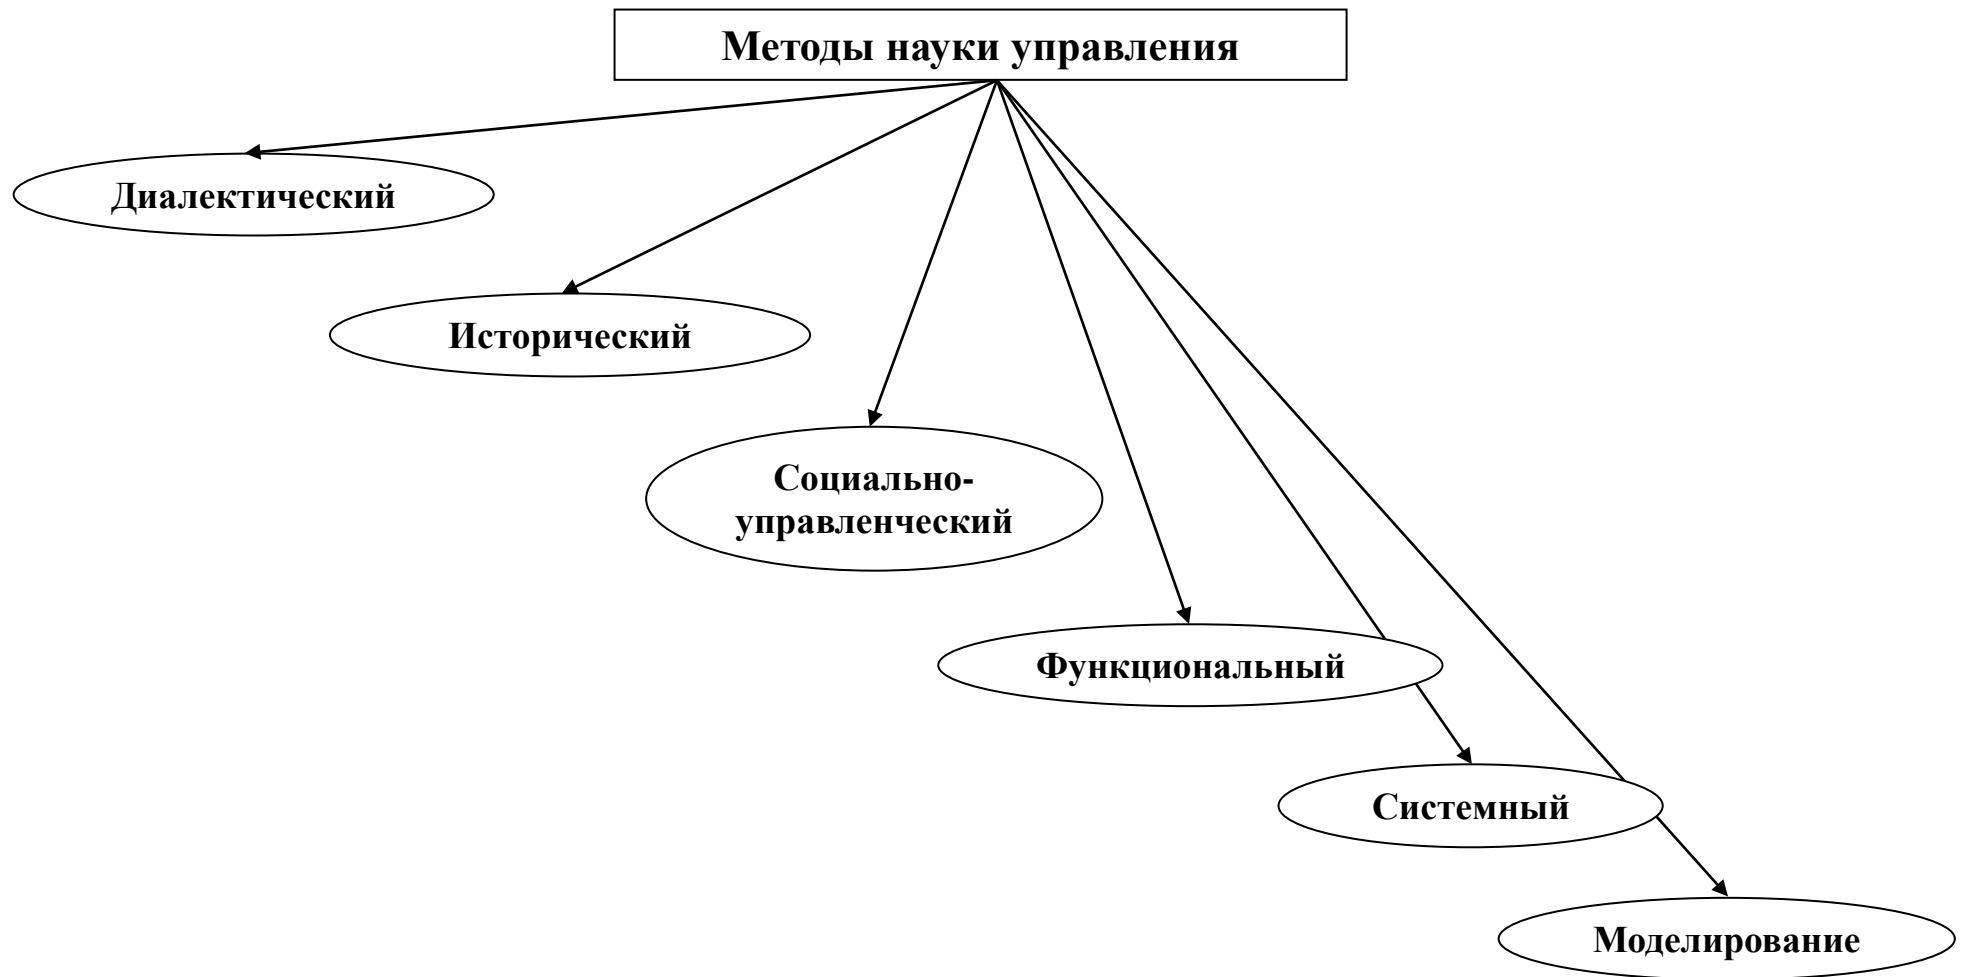 Методы науки управления
Диалектический
Исторический
Социально-
управленческий
Функциональный
Системный
Моделирование